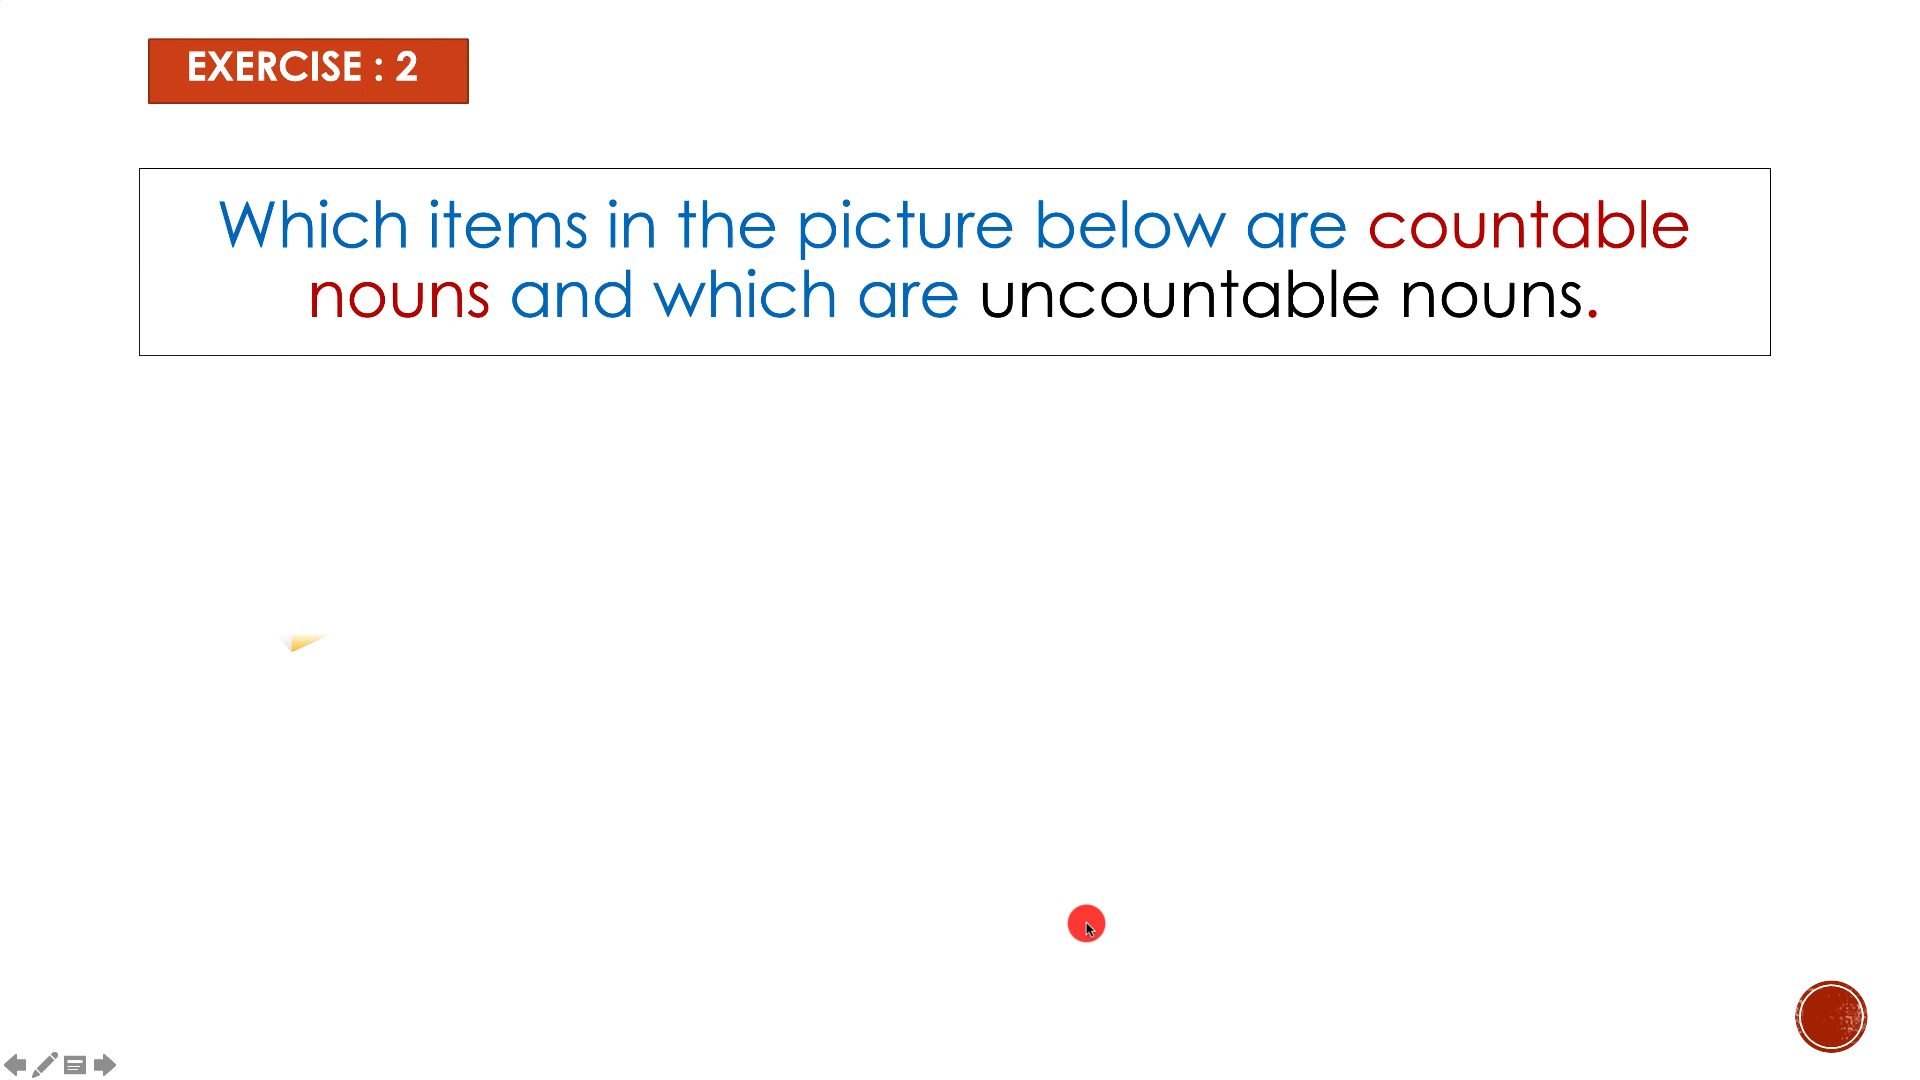 EXERCISE : 2
Which items in the picture below are countable
nouns and which are uncountable nouns.